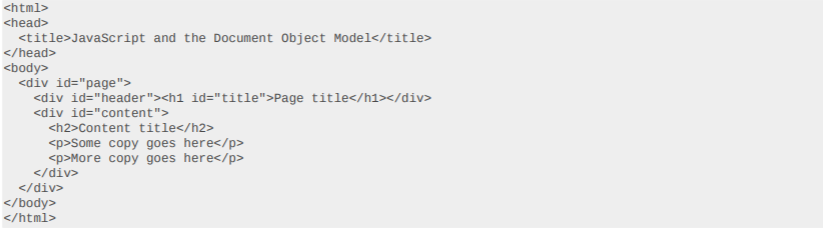 <html>
<head>
  <title>JavaScript and the Document Object Model</title>
</head>
<body>
  <div id="page">
    <div id="header"><h1 id="title">Page title</h1></div>
    <div id="content">
      <h2>Content title</h2>
      <p>Some copy goes here</p>
      <p>More copy goes here</p>
    </div>
  </div>
</body>
</html>